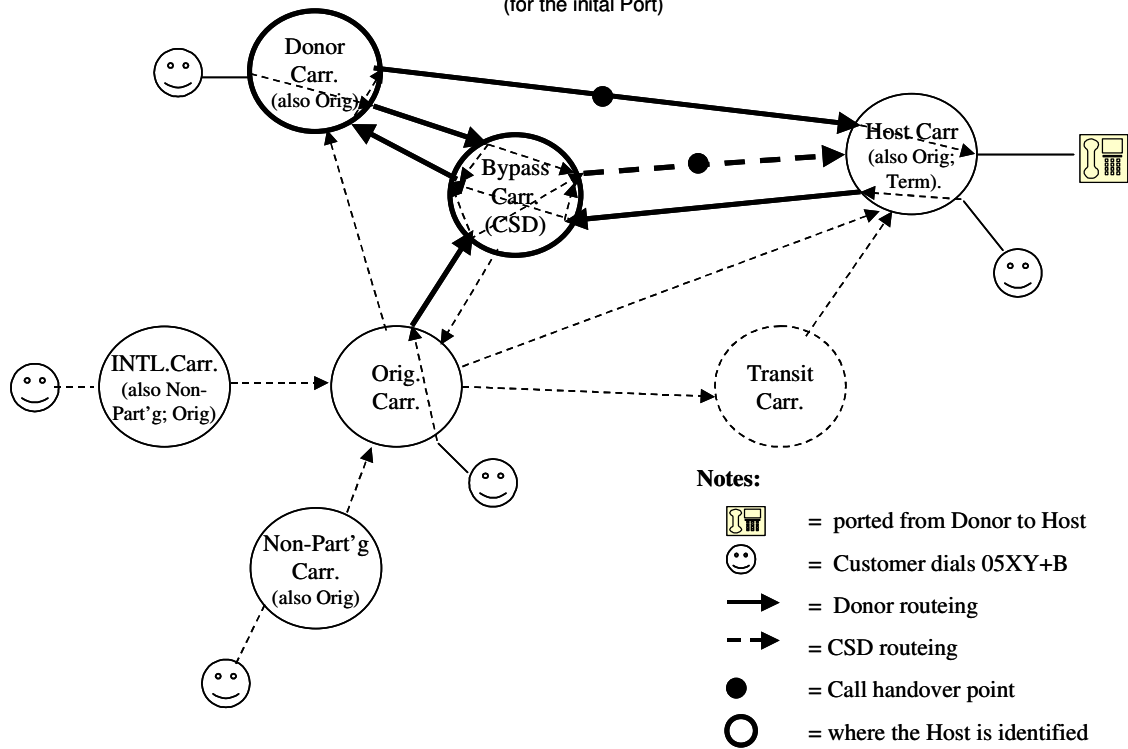 (for the inital Port)
Donor
Carr.
(also Orig)
Bypass
Carr.
(CSD)
Host Carr
(also Orig;
Term).
INTL.Carr.
(also Non-
Part'g; Orig)
Orig.
Carr.
Transit
Carr.
Non-Part'g
Carr.
(also Orig)
Notes:
= ported from Donor to Host
= Customer dials 05XY+B
= Donor routeing
= CSD routeing
= Call handover point
= where the Host is identified